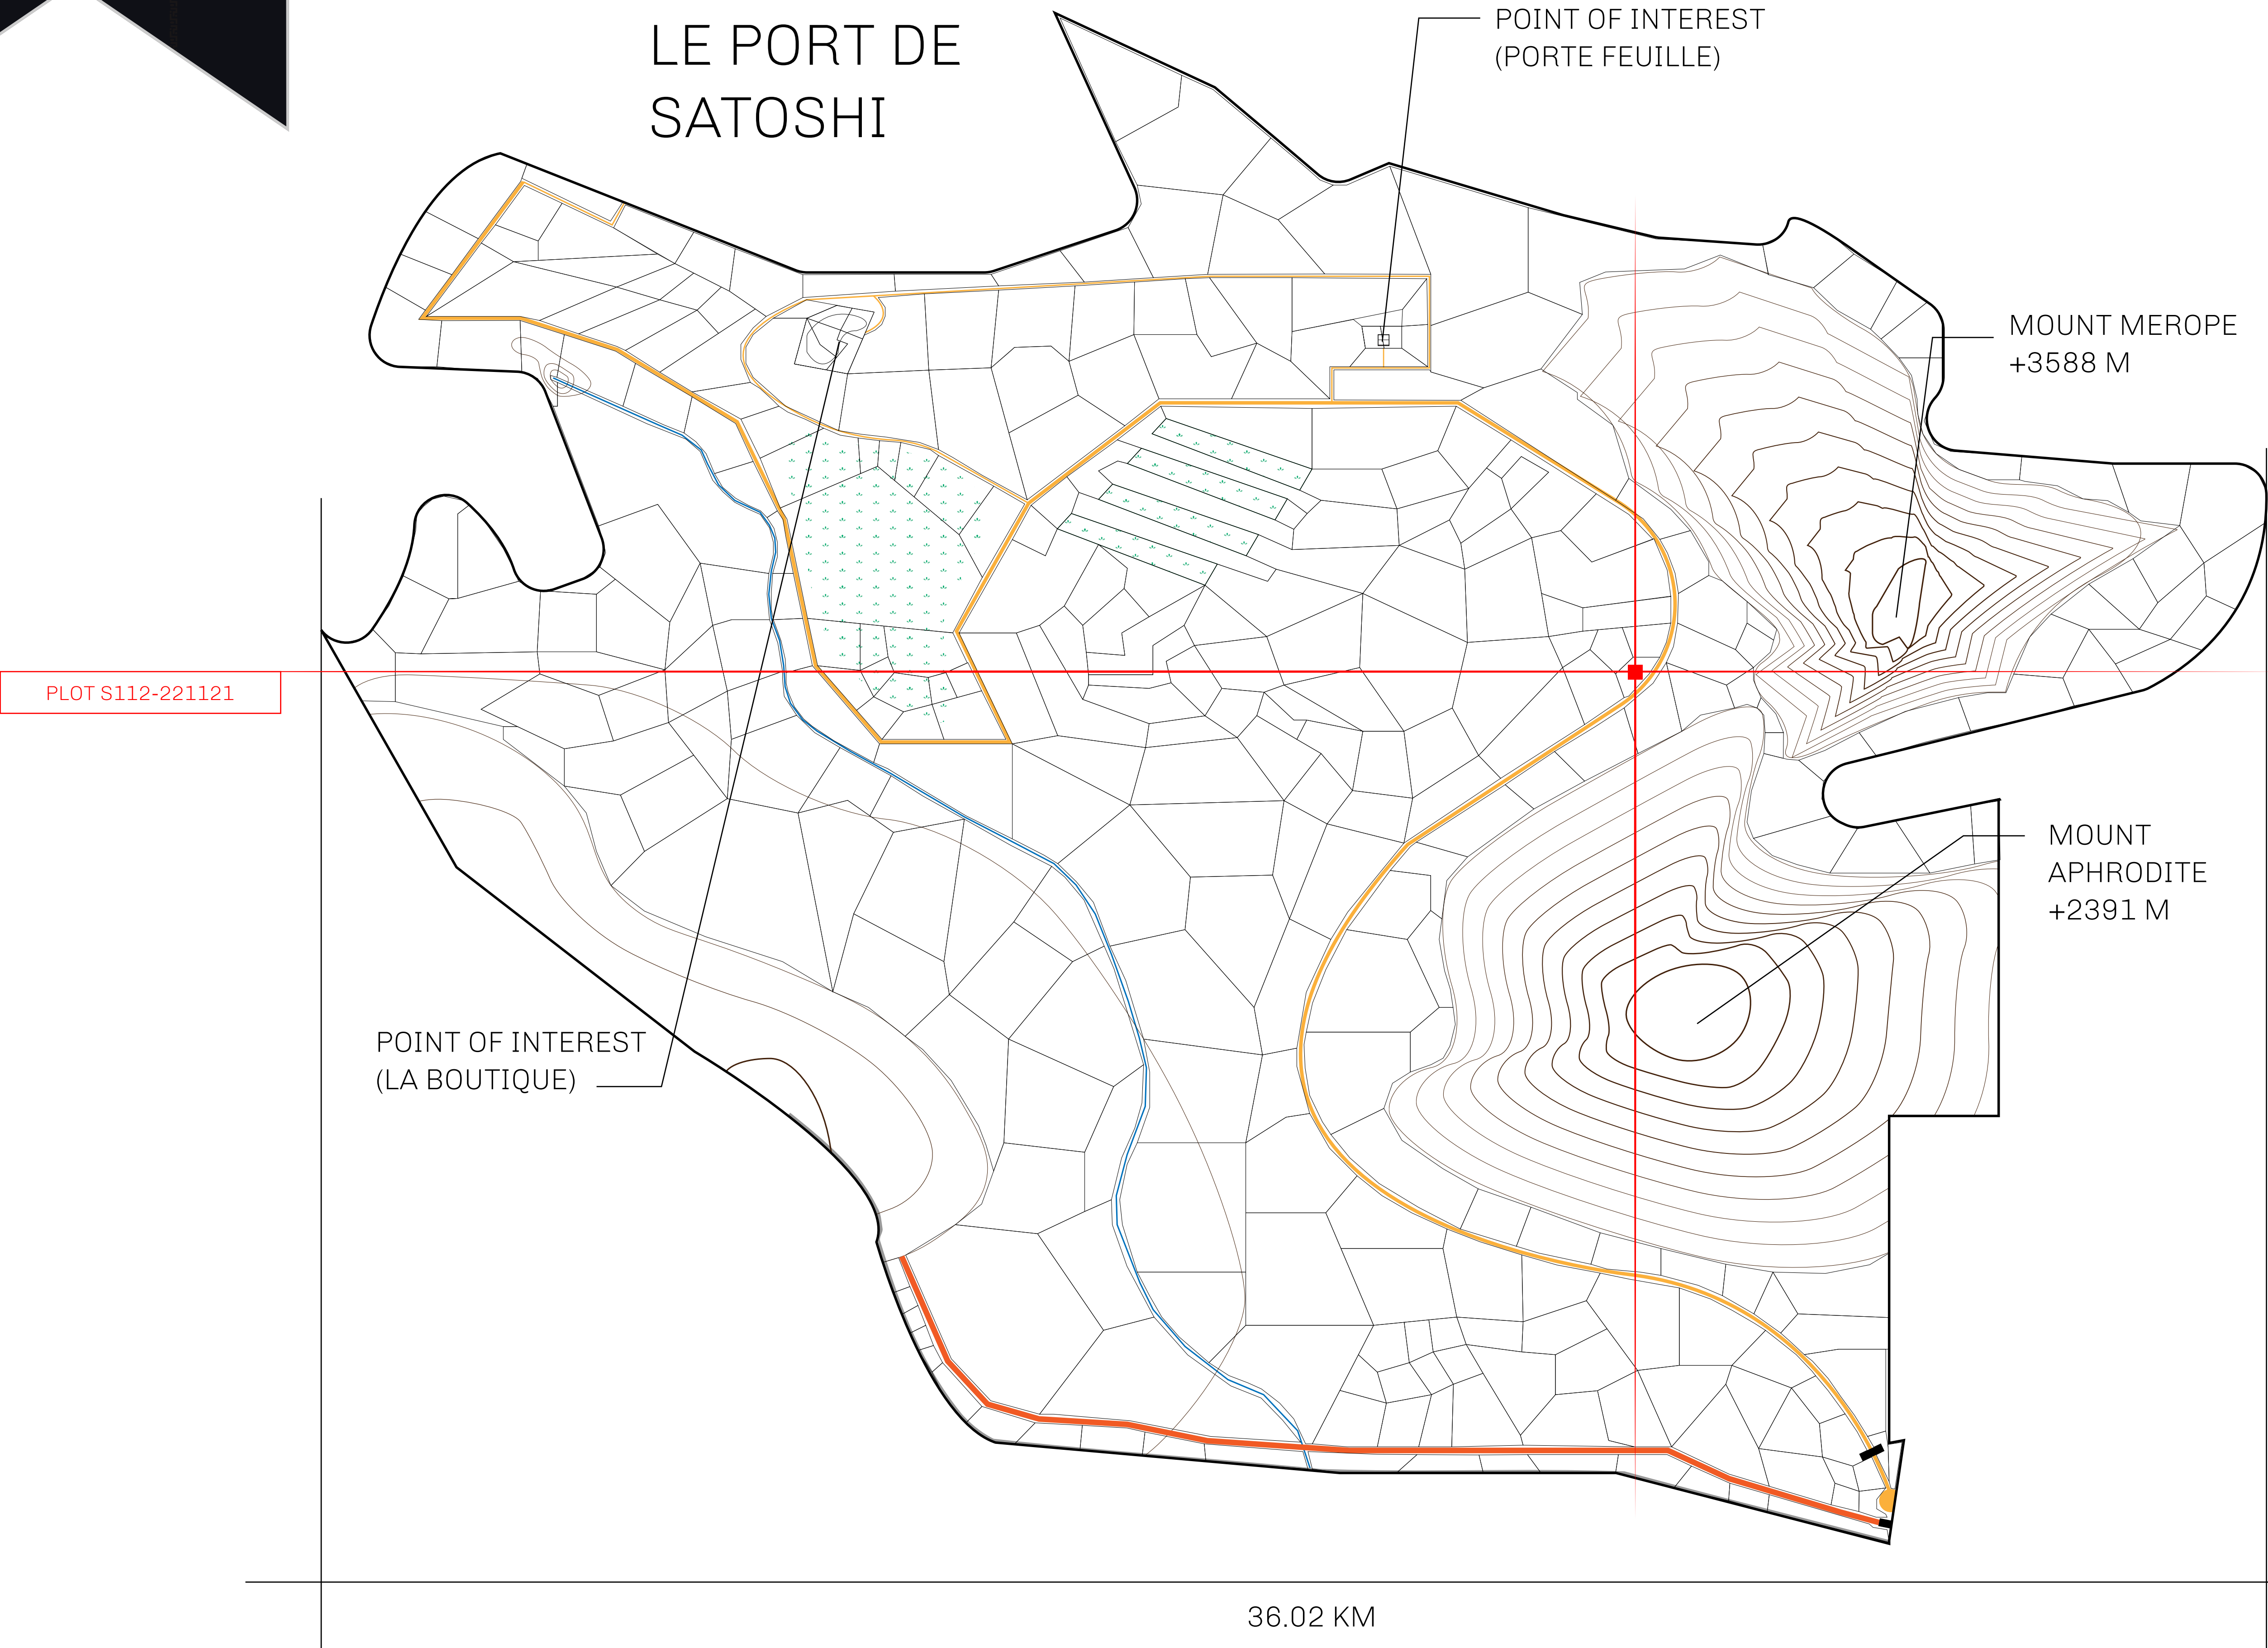 LE PORT DE
SATOSHI
POINT OF INTEREST
(PORTE FEUILLE)
MOUNT MEROPE
+3588 M
PLOT S112-221121
MOUNT
APHRODITE
+2391 M
POINT OF INTEREST
(LA BOUTIQUE)
36.02 KM